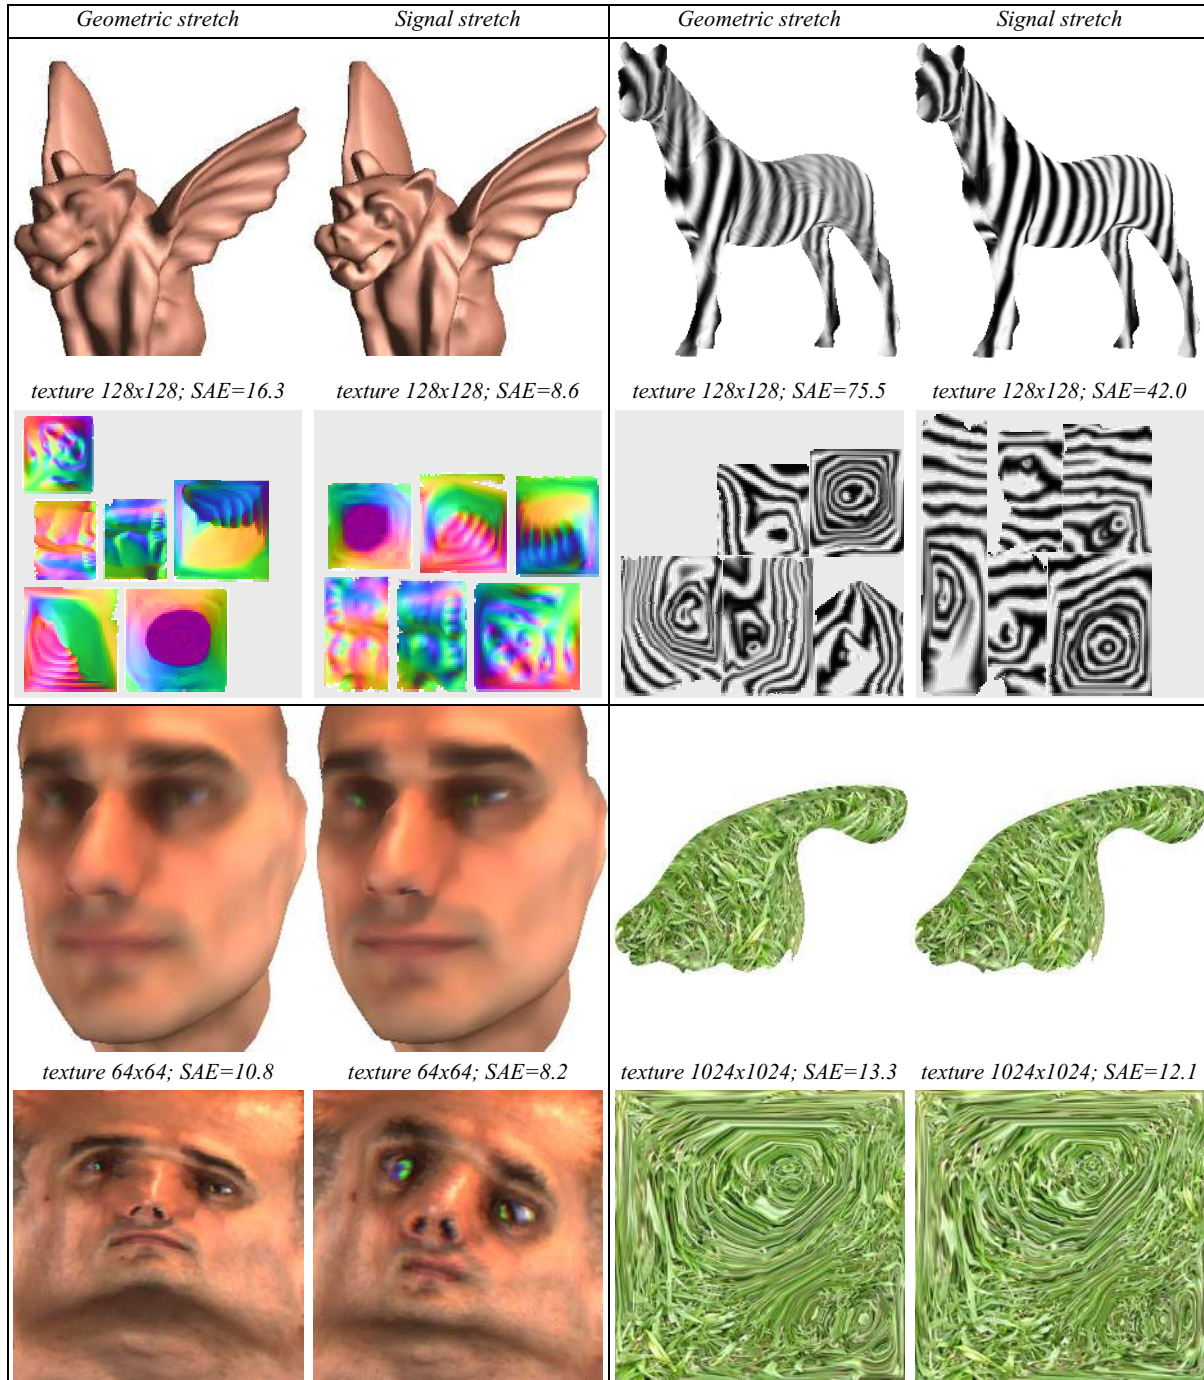 Geometric stretch Signal stretch Geometric stretch Signal stretch
texture 128x128; SAE=16.3 texture 128x128; SAE=8.6 texture 128x128; SAE=75.5 texture 128x128; SAE=42.0
texture 64x64; SAE=10.8 texture 64x64; SAE=8.2 texture 1024x1024; SAE=13.3 texture 1024x1024; SAE=12.1